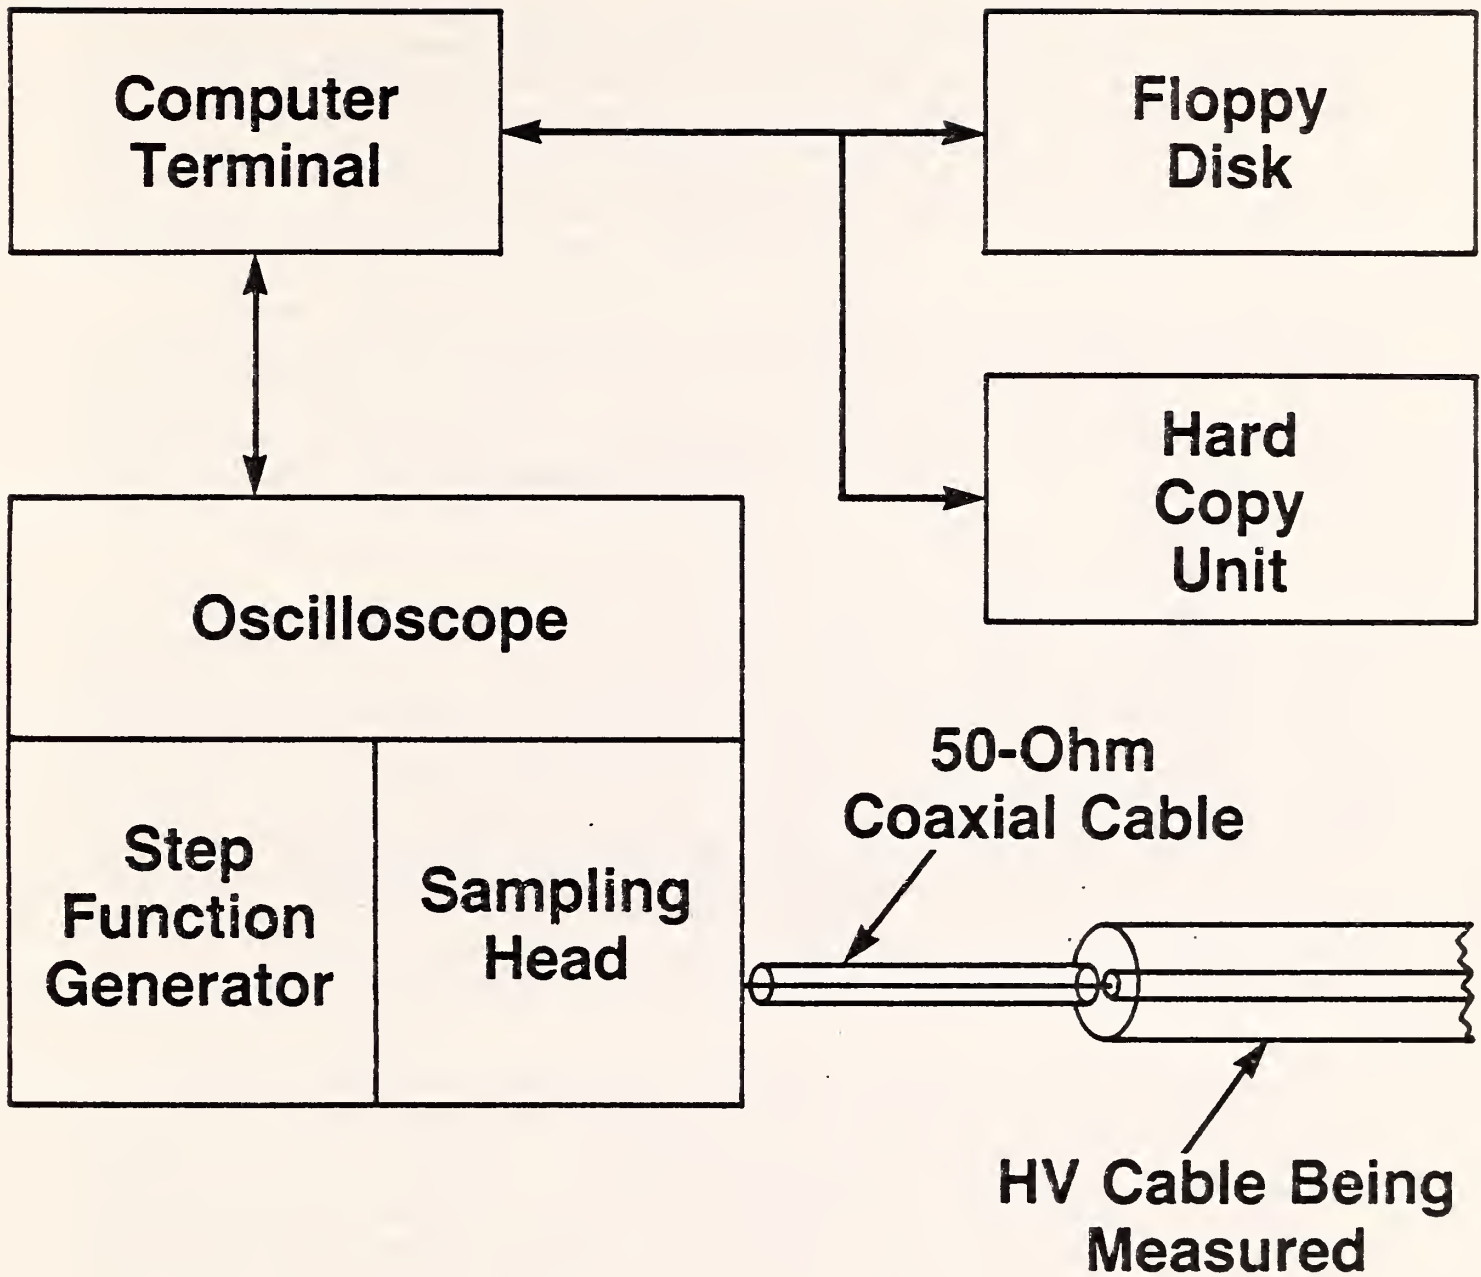 Computer
Terminal
Floppy
Disk
Hard
Copy
Unit
Oscilloscope
Step
Function
Generator
Sampling
Head
50-Ohm
Coaxial Cable
HV Cable Being
Measured